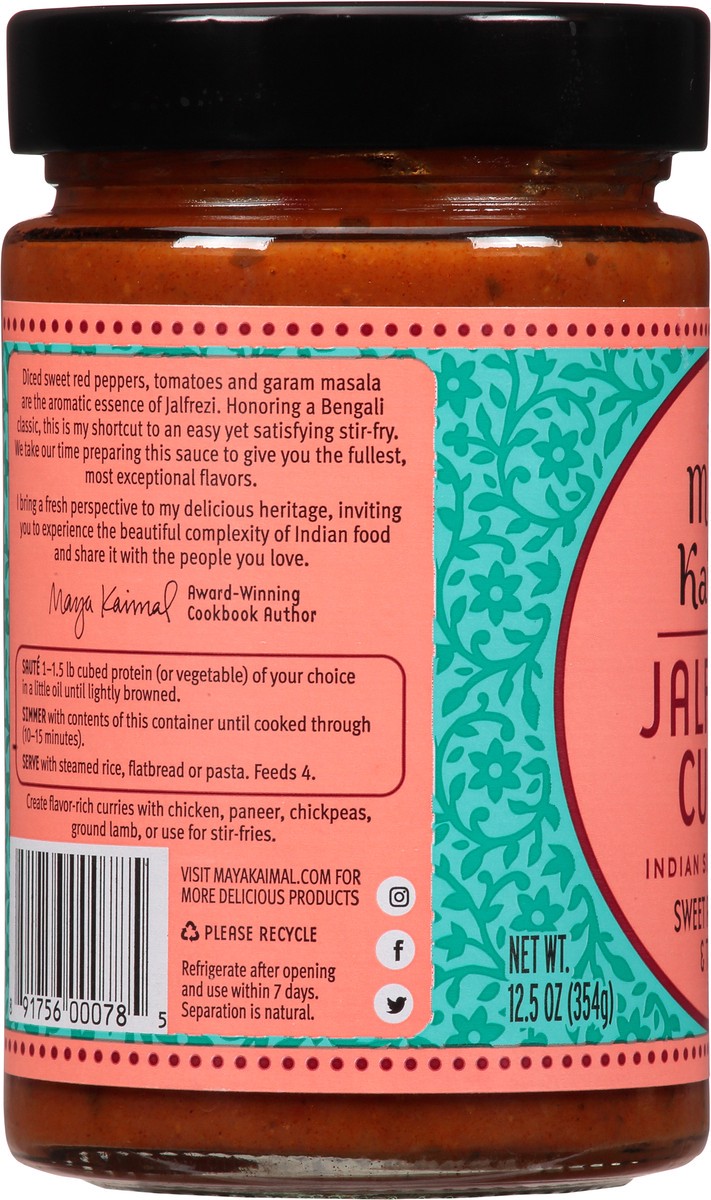 Diced sweet red peppers, tomatoes and garam masala
are the aromatic essence of Jalfrezi. Honoring a Bengali
classic, this is my shortcut to an easy yet satisfying stir-fry.
We take our time preparing this sauce to give you the fullest,
most exceptional flavors.
I bring a fresh perspective to my delicious heritage, inviting
you to experience the beautiful complexity of Indian food
and share it with the people you love.
Maya Kaimal
Award-Winning
Cookbook Author
SAUTÉ 1–1.5 lb cubed protein (or vegetable) of your choice
in a little oil until lightly browned.
SIMMER with contents of this container until cooked through
(10–15 minutes).
SERVE with steamed rice, flatbread or pasta. Feeds 4.
Create flavor-rich curries with chicken, paneer, chickpeas,
ground lamb, or use for stir-fries.
VISIT MAYAKAIMAL.COM FOR
MORE DELICIOUS PRODUCTS
PLEASE RECYCLE
Refrigerate after opening
and use within 7 days.
Separation is natural.
8 91756 00078 5
NET WT.
12.5 OZ (354g)
M
Ka
JALF
CU
INDIAN S
SWEET
&